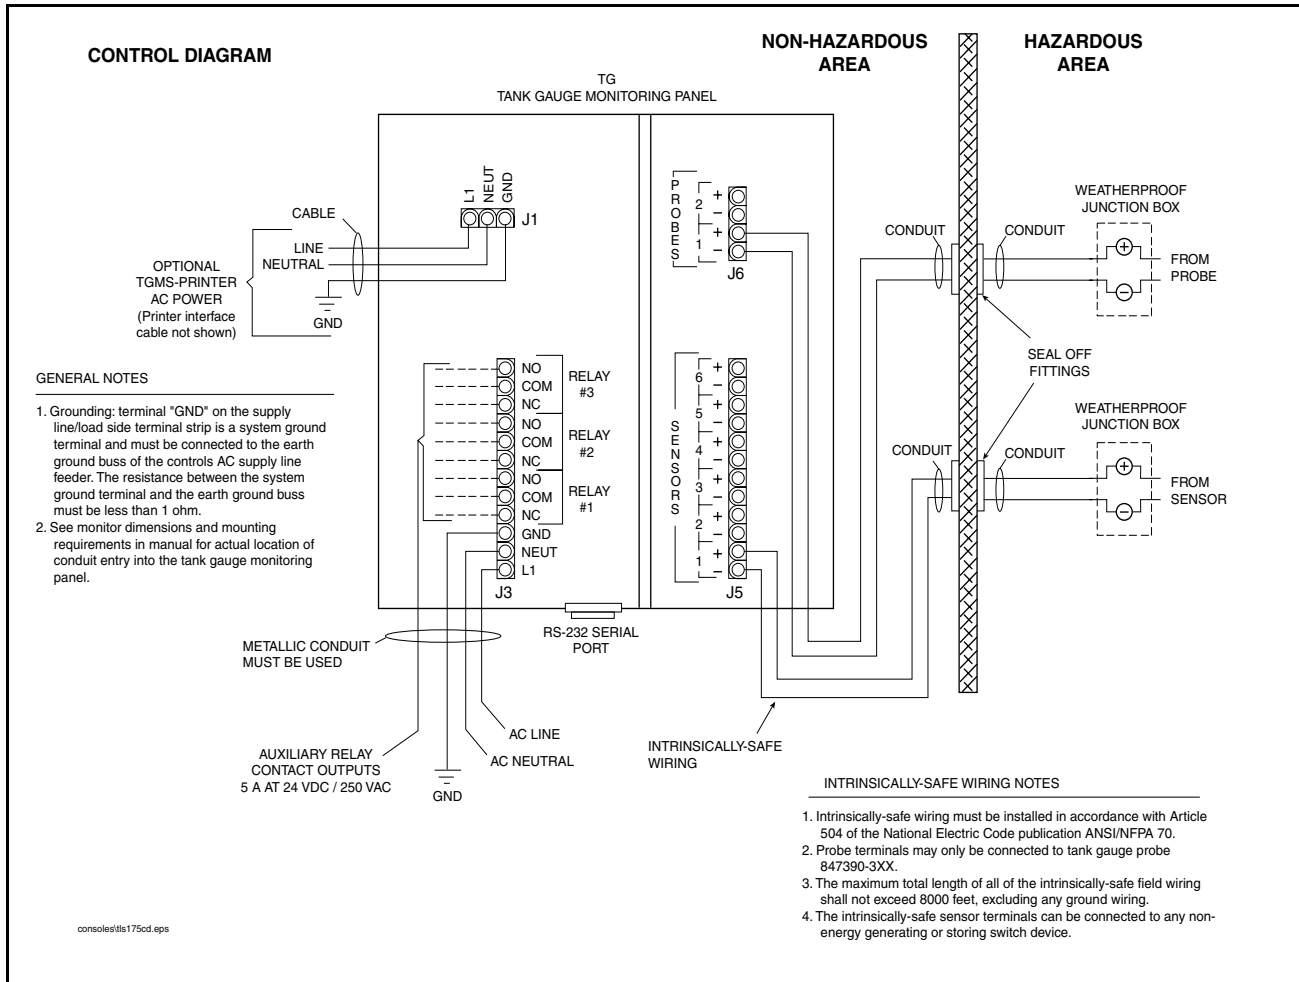 CONTROL DIAGRAM
NON-HAZARDOUS
AREA
HAZARDOUS
AREA
TG
TANK GAUGE MONITORING PANEL
L1
NEUT
GND
J1
CABLE
LINE
NEUTRAL
GND
OPTIONAL
TGMS-PRINTER
AC POWER
(Printer interface
cable not shown)
PROBES
+
2
–
+
1
–
J6
CONDUIT
CONDUIT
WEATHERPROOF
JUNCTION BOX
+
–
FROM
PROBE
SEAL OFF
FITTINGS
GENERAL NOTES
1. Grounding: terminal "GND" on the supply
line/load side terminal strip is a system ground
terminal and must be connected to the earth
ground buss of the controls AC supply line
feeder. The resistance between the system
ground terminal and the earth ground buss
must be less than 1 ohm.
2. See monitor dimensions and mounting
requirements in manual for actual location of
conduit entry into the tank gauge monitoring
panel.
NO
COM
NC
RELAY
#3
NO
COM
NC
RELAY
#2
NO
COM
NC
RELAY
#1
GND
NEUT
L1
J3
SENSORS
+
6
–
+
5
–
+
4
–
+
3
–
+
2
–
+
1
–
J5
CONDUIT
CONDUIT
WEATHERPROOF
JUNCTION BOX
+
–
FROM
SENSOR
RS-232 SERIAL
PORT
METALLIC CONDUIT
MUST BE USED
AUXILIARY RELAY
CONTACT OUTPUTS
5 A AT 24 VDC / 250 VAC
GND
AC LINE
AC NEUTRAL
INTRINSICALLY-SAFE
WIRING
INTRINSICALLY-SAFE WIRING NOTES
1. Intrinsically-safe wiring must be installed in accordance with Article
504 of the National Electric Code publication ANSI/NFPA 70.
2. Probe terminals may only be connected to tank gauge probe
847390-3XX.
3. The maximum total length of all of the intrinsically-safe field wiring
shall not exceed 8000 feet, excluding any ground wiring.
4. The intrinsically-safe sensor terminals can be connected to any non-
energy generating or storing switch device.
consoles\tls175cd.eps